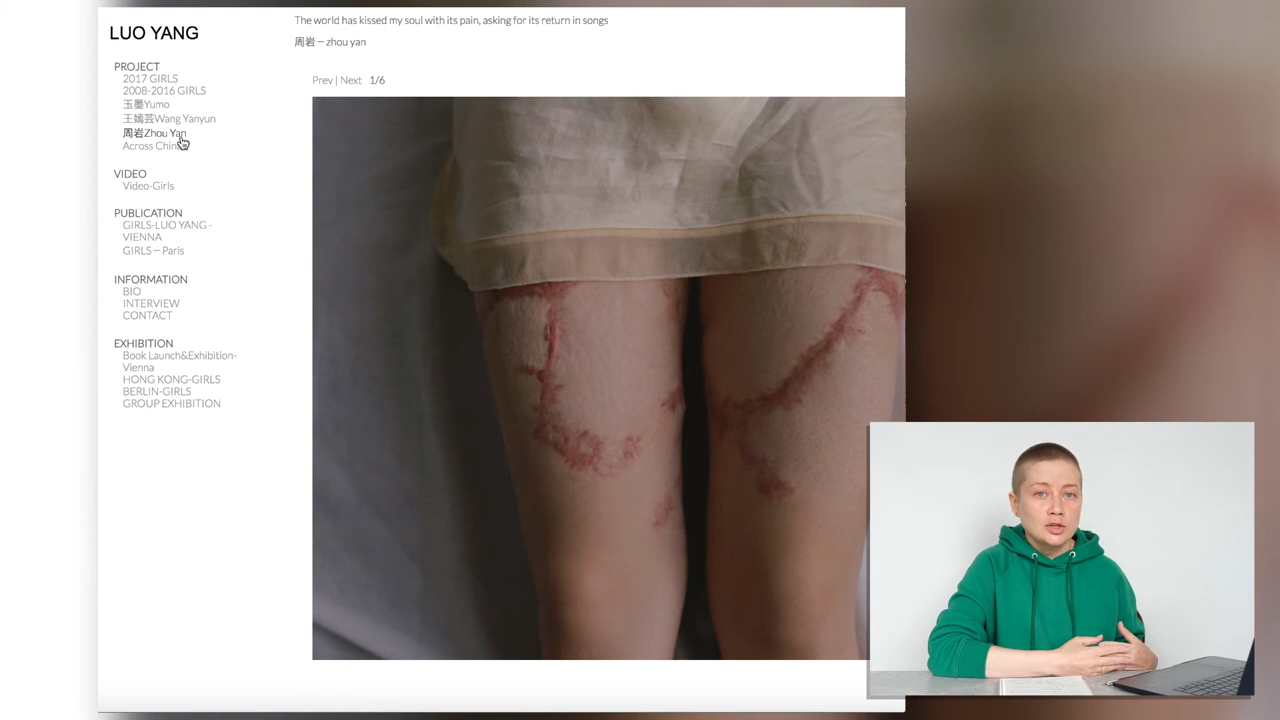 LUO YANG
PROJECT
2017 GIRLS
2008-2016 GIRLS
玉墨Yumo
王嫣芸Wang Yanyun
周岩Zhou Yan
Across China
VIDEO
Video-Girls
PUBLICATION
GIRLS-LUO YANG -
VIENNA
GIRLS－Paris
INFORMATION
BIO
INTERVIEW
CONTACT
EXHIBITION
Book Launch&Exhibition-
Vienna
HONG KONG-GIRLS
BERLIN-GIRLS
GROUP EXHIBITION
The world has kissed my soul with its pain, asking for its return in songs
周岩－zhou yan
Prev | Next 1/6